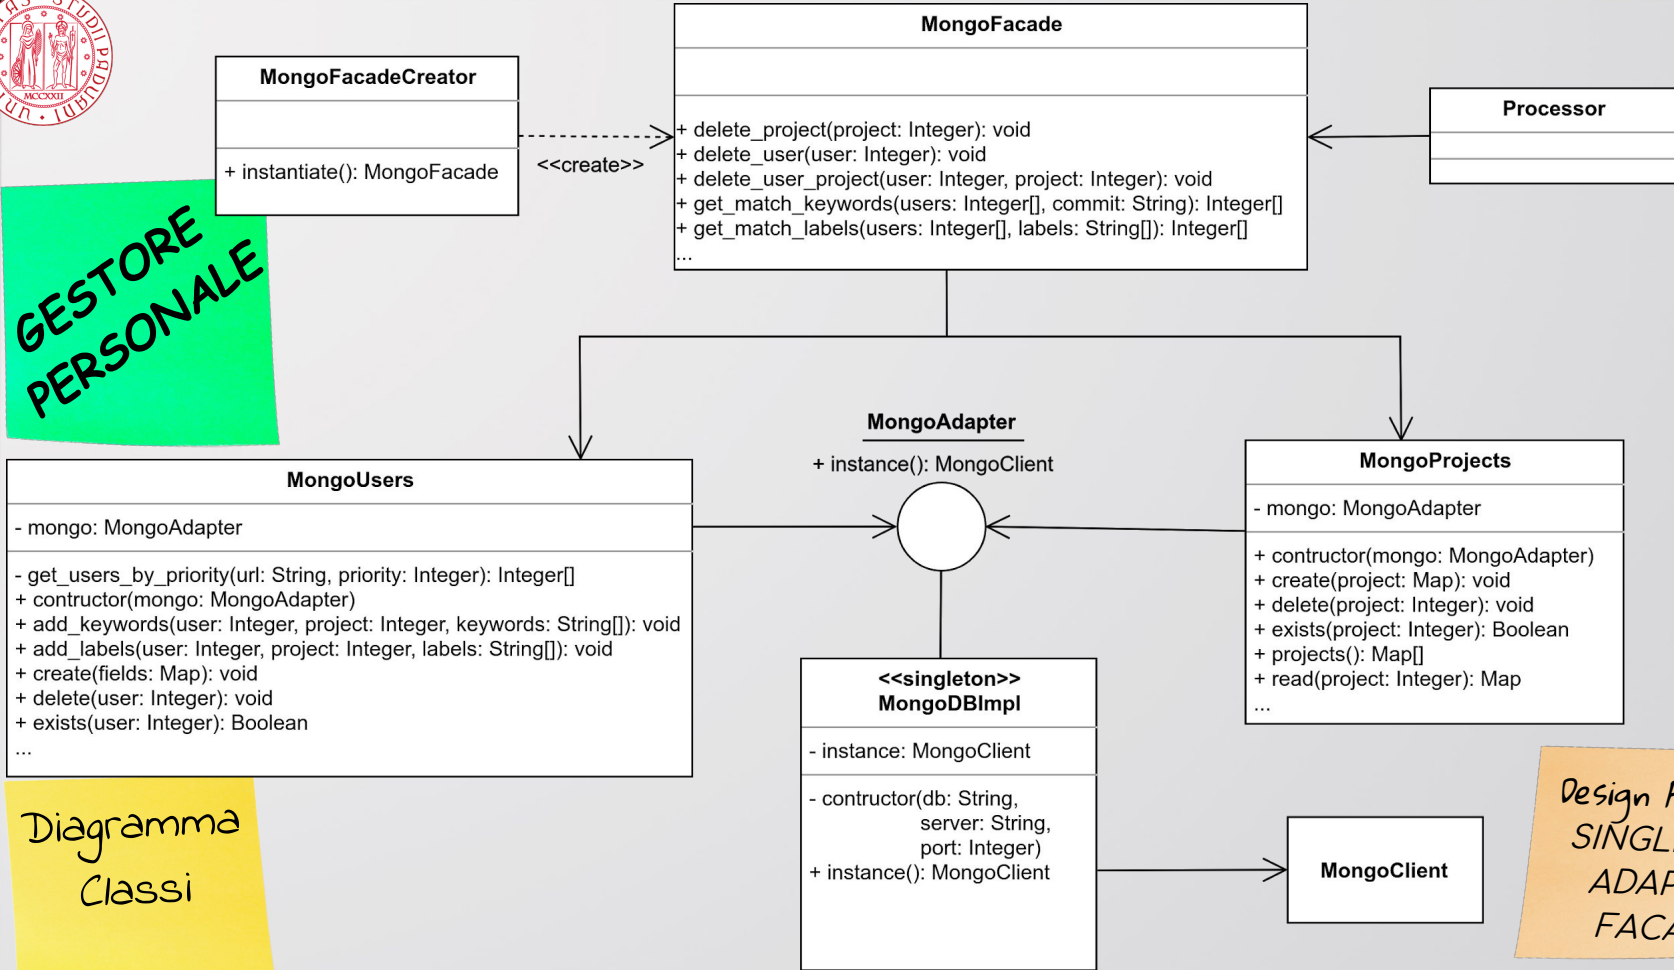 MCCXXII
MongoFacadeCreator
+ instantiate(): MongoFacade
<<create>>
MongoFacade
+ delete_project(project: Integer): void
+ delete_user(user: Integer): void
+ delete_user_project(user: Integer, project: Integer): void
+ get_match_keywords(users: Integer[], commit: String): Integer[]
+ get_match_labels(users: Integer[], labels: String[]): Integer[]
...
Processor
GESTORE
PERSONALE
MongoUsers
- mongo: MongoAdapter
- get_users_by_priority(url: String, priority: Integer): Integer[]
+ contructor(mongo: MongoAdapter)
+ add_keywords(user: Integer, project: Integer, keywords: String[]): void
+ add_labels(user: Integer, project: Integer, labels: String[]): void
+ create(fields: Map): void
+ delete(user: Integer): void
+ exists(user: Integer): Boolean
...
MongoAdapter
+ instance(): MongoClient
MongoProjects
- mongo: MongoAdapter
+ contructor(mongo: MongoAdapter)
+ create(project: Map): void
+ delete(project: Integer): void
+ exists(project: Integer): Boolean
+ projects(): Map[]
+ read(project: Integer): Map
...
<<singleton>>
MongoDBImpl
- instance: MongoClient
- contructor(db: String,
server: String,
port: Integer)
+ instance(): MongoClient
MongoClient
Diagramma
Classi
Design
SINGL
ADAP
FACA